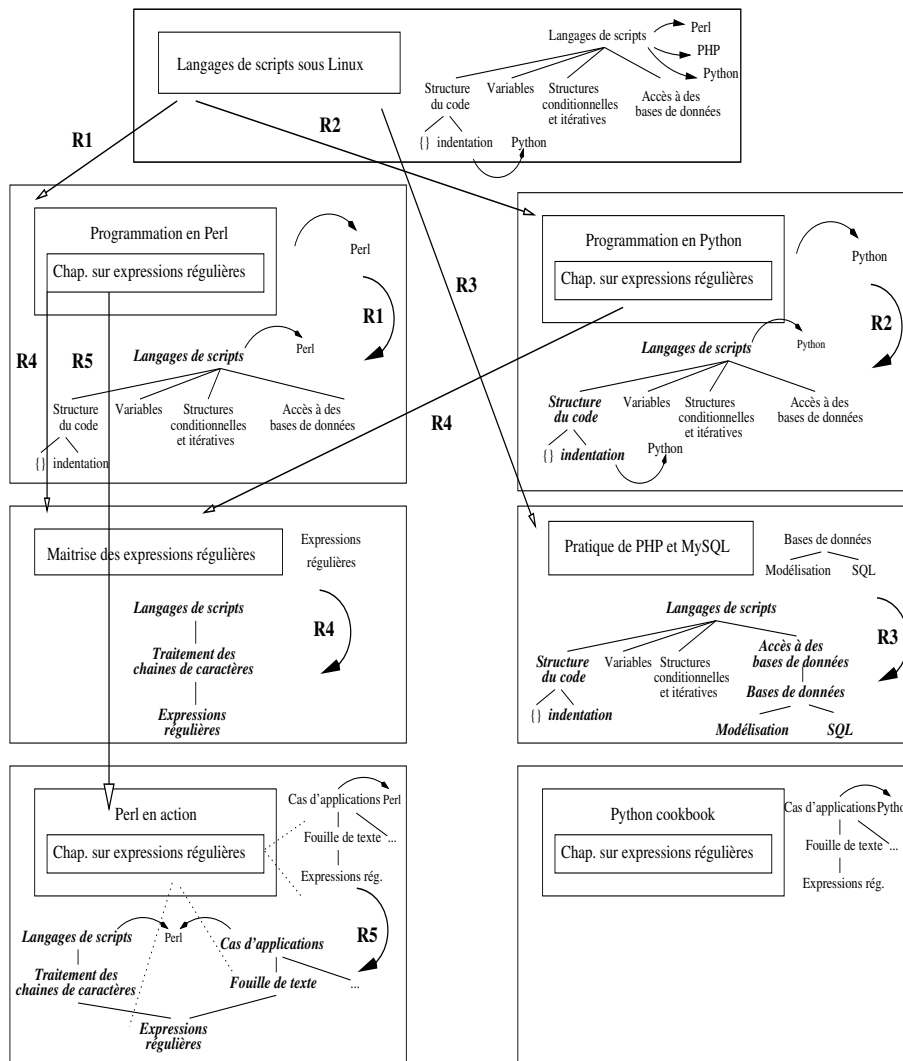 Langages de scripts sous Linux
Langages de scripts
Perl
PHP
Python
Structure
du code
Variables
Structures
conditionnelles
et itératives
Accès à des
bases de données
{} indentation
Python
R1
R2
Programmation en Perl
Chap. sur expressions régulières
Perl
R1
R4
R5
Langages de scripts
Perl
Structure
du code
Variables
Structures
conditionnelles
et itératives
Accès à des
bases de données
{} indentation
R3
R4
Programmation en Python
Chap. sur expressions régulières
Python
R2
Langages de scripts
Python
Structure
du code
Variables
Structures
conditionnelles
et itératives
Accès à des
bases de données
{} indentation
Python
Maitrise des expressions régulières
Expressions
régulières
R4
Langages de scripts
Traitement des
chaines de caractères
Expressions
régulières
Pratique de PHP et MySQL
Bases de données
Modélisation
SQL
R3
Langages de scripts
Structure
du code
Variables
Structures
conditionnelles
et itératives
Accès à des
bases de données
{} indentation
Bases de données
Modélisation
SQL
Perl en action
Chap. sur expressions régulières
Cas d'applications
Perl
Fouille de texte
...
Expressions rég.
R5
Langages de scripts
Perl
Cas d'applications
Traitement des
chaines de caractères
Fouille de texte
...
Expressions
régulières
Python cookbook
Chap. sur expressions régulières
Cas d'applications
Pytho
Fouille de texte
...
Expressions rég.